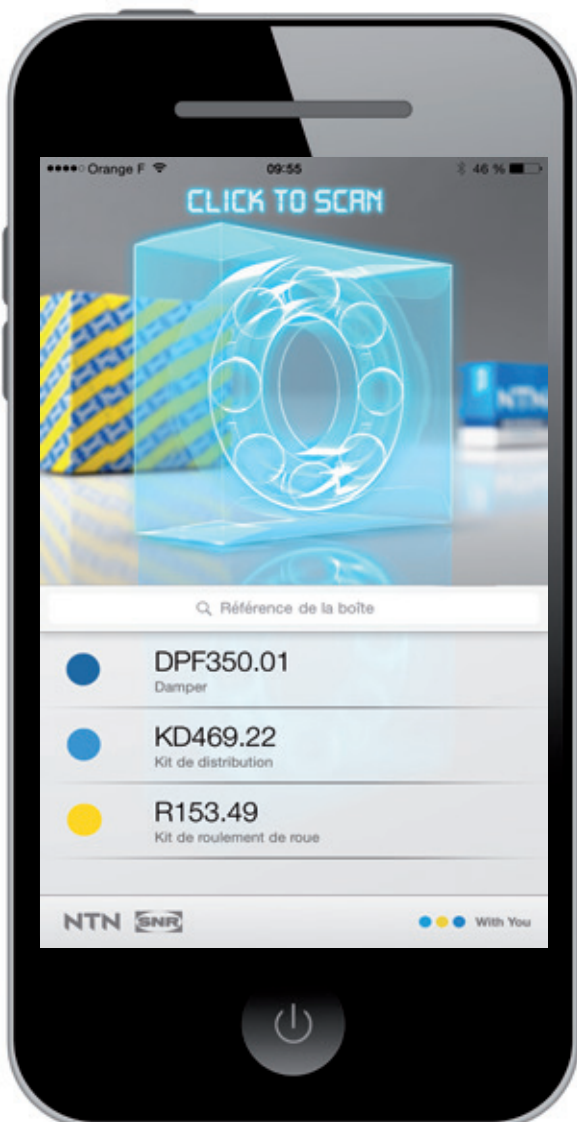 Orange F 09:55 46 %
CLICK TO SCAN
NTN
Référence de la boîte
DPF350.01
Damper
KD469.22
Kit de distribution
R153.49
Kit de roulement de roue
NTN SNR With You